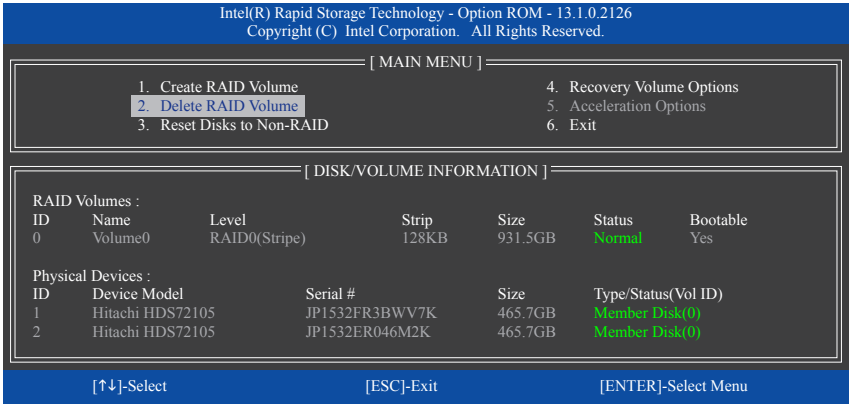 Intel(R) Rapid Storage Technology - Option ROM - 13.1.0.2126
Copyright (C) Intel Corporation. All Rights Reserved.
[ MAIN MENU ]
1. Create RAID Volume 4. Recovery Volume Options
2. Delete RAID Volume 5. Acceleration Options
3. Reset Disks to Non-RAID 6. Exit
[ DISK/VOLUME INFORMATION ]
RAID Volumes :
ID Name Level Strip Size Status Bootable
0 Volume0 RAID0(Stripe) 128KB 931.5GB Normal Yes
Physical Devices :
ID Device Model Serial # Size Type/Status(Vol ID)
1 Hitachi HDS72105 JP1532FR3BWV7K 465.7GB Member Disk(0)
2 Hitachi HDS72105 JP1532ER046M2K 465.7GB Member Disk(0)
[↑↓]-Select [ESC]-Exit [ENTER]-Select Menu